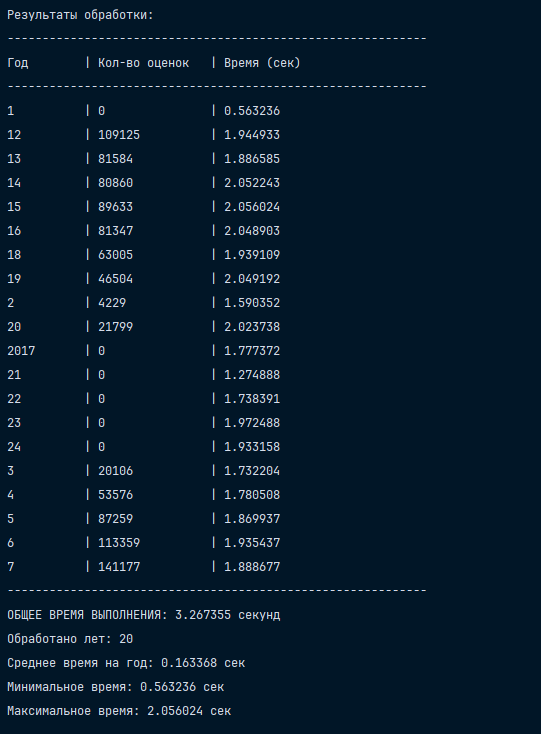 Результаты обработки:
------------------------------------------------------------
Год        | Кол-во оценок   | Время (сек)
------------------------------------------------------------
1          | 0               | 0.563236
12         | 109125          | 1.944933
13         | 81584           | 1.886585
14         | 80860           | 2.052243
15         | 89633           | 2.056024
16         | 81347           | 2.048903
18         | 63005           | 1.939109
19         | 46504           | 2.049192
2          | 4229            | 1.590352
20         | 21799           | 2.023738
2017       | 0               | 1.777372
21         | 0               | 1.274888
22         | 0               | 1.738391
23         | 0               | 1.972488
24         | 0               | 1.933158
3          | 20106           | 1.732204
4          | 53576           | 1.780508
5          | 87259           | 1.869937
6          | 113359          | 1.935437
7          | 141177          | 1.888677
------------------------------------------------------------
ОБЩЕЕ ВРЕМЯ ВЫПОЛНЕНИЯ: 3.267355 секунд
Обработано лет: 20
Среднее время на год: 0.163368 сек
Минимальное время: 0.563236 сек
Максимальное время: 2.056024 сек